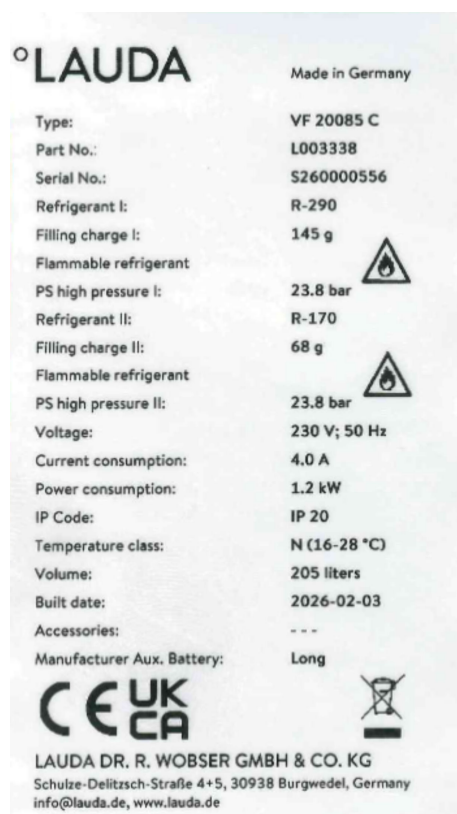 °LAUDA Made in Germany
Type: VF 20085 C
Part No.: L003338
Serial No.: S260000556
Refrigerant I: R-290
Filling charge I: 145 g
Flammable refrigerant
PS high pressure I: 23.8 bar
Refrigerant II: R-170
Filling charge II: 68 g
Flammable refrigerant
PS high pressure II: 23.8 bar
Voltage: 230 V; 50 Hz
Current consumption: 4.0 A
Power consumption: 1.2 kW
IP Code: IP 20
Temperature class: N (16-28 °C)
Volume: 205 liters
Built date: 2026-02-03
Accessories: - - -
Manufacturer Aux. Battery: Long
CE UK
CA
LAUDA DR. R. WOBSER GMBH & CO. KG
Schulze-Delitzsch-Straße 4+5, 30938 Burgwedel, Germany
info@lauda.de, www.lauda.de